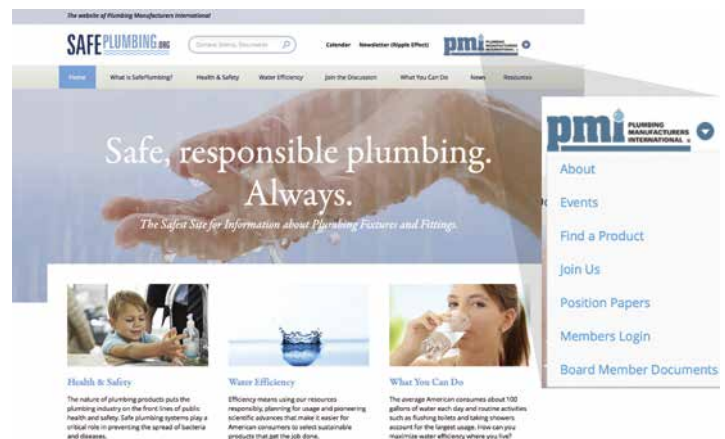 The website of Plumbing Manufacturers International
SAFEPLUMBING.ORG
Calendar Newsletter (Ripple Effect)
pmi PLUMBING MANUFACTURERS INTERNATIONAL
Home What is SafePlumbing? Health & Safety Water Efficiency Join the Discussion What You Can Do News Resources
Safe, responsible plumbing.
Always.
The Safest Site for Information about Plumbing Fixtures and Fittings.
pmi PLUMBING
MANUFACTURERS
INTERNATIONAL
About
Events
Find a Product
Join Us
Position Papers
Members Login
Board Member Documents
Health & Safety
The nature of plumbing products puts the
plumbing industry on the front lines of public
health and safety. Safe plumbing systems play a
critical role in preventing the spread of bacteria
and diseases.
Water Efficiency
Efficiency means using our resources
responsibly, planning for usage and pioneering
scientific advances that make it easier for
American consumers to select sustainable
products that get the job done.
What You Can Do
The average American consumes about 100
gallons of water each day and routine activities
such as flushing toilets and taking showers
account for the largest usage. How can you
maximize water efficiency where you live?